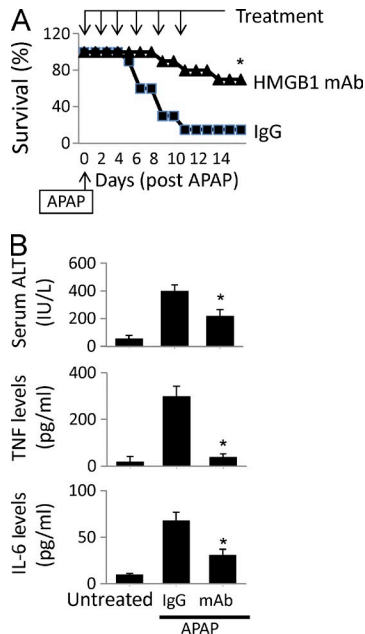 A
Treatment
Survival (%)
120
80
40
0
*
HMGB1 mAb
IgG
0 2 4 6 8 10 12 14
APAP
Days (post APAP)
B
Serum ALT
(IU/L)
600
400
200
0
*
TNF levels
(pg/ml)
400
200
0
*
IL-6 levels
(pg/ml)
100
50
0
*
Untreated IgG mAb
APAP